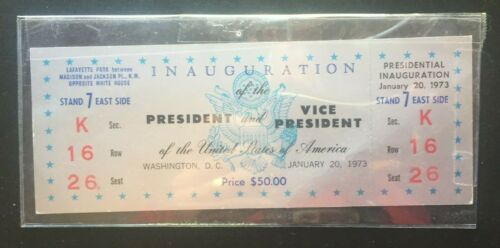 LAFAYETTE PARK between
MADISON and JACKSON PL., N.W.
OPPOSITE WHITE HOUSE
STAND 7 EAST SIDE
K Sec.
16 Row
26 Seat
INAUGURATION
of the
PRESIDENT and VICE PRESIDENT
of the United States of America
WASHINGTON, D.C. JANUARY 20, 1973
Price $50.00
PRESIDENTIAL
INAUGURATION
January 20, 1973
STAND 7 EAST SIDE
Sec. K
Row 16
Seat 26